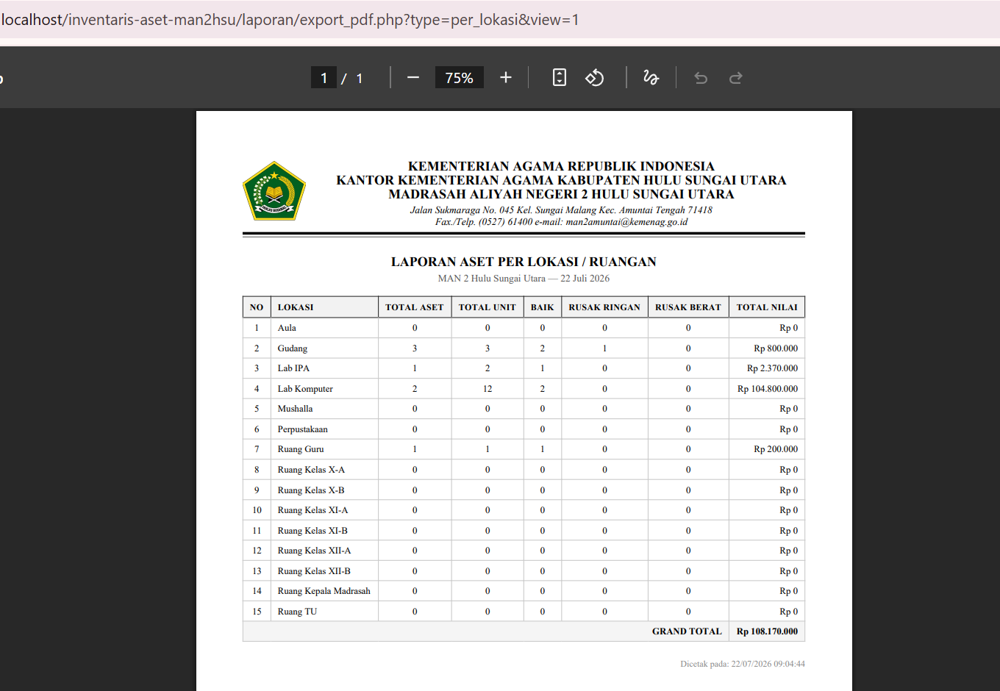 localhost/inventaris-aset-man2hsu/laporan/export_pdf.php?type=per_lokasi&view=1
1 / 1 75%
KEMENTERIAN AGAMA REPUBLIK INDONESIA
KANTOR KEMENTERIAN AGAMA KABUPATEN HULU SUNGAI UTARA
MADRASAH ALIYAH NEGERI 2 HULU SUNGAI UTARA
Jalan Sukmaraga No. 045 Kel. Sungai Malang Kec. Amuntai Tengah 71418
Fax./Telp. (0527) 61400 e-mail: man2amuntai@kemenag.go.id
LAPORAN ASET PER LOKASI / RUANGAN
MAN 2 Hulu Sungai Utara — 22 Juli 2026
NO LOKASI TOTAL ASET TOTAL UNIT BAIK RUSAK RINGAN RUSAK BERAT TOTAL NILAI
1 Aula 0 0 0 0 0 Rp 0
2 Gudang 3 3 2 1 0 Rp 800.000
3 Lab IPA 1 2 1 0 0 Rp 2.370.000
4 Lab Komputer 2 12 2 0 0 Rp 104.800.000
5 Mushalla 0 0 0 0 0 Rp 0
6 Perpustakaan 0 0 0 0 0 Rp 0
7 Ruang Guru 1 1 1 0 0 Rp 200.000
8 Ruang Kelas X-A 0 0 0 0 0 Rp 0
9 Ruang Kelas X-B 0 0 0 0 0 Rp 0
10 Ruang Kelas XI-A 0 0 0 0 0 Rp 0
11 Ruang Kelas XI-B 0 0 0 0 0 Rp 0
12 Ruang Kelas XII-A 0 0 0 0 0 Rp 0
13 Ruang Kelas XII-B 0 0 0 0 0 Rp 0
14 Ruang Kepala Madrasah 0 0 0 0 0 Rp 0
15 Ruang TU 0 0 0 0 0 Rp 0
GRAND TOTAL Rp 108.170.000
Dicetak pada: 22/07/2026 09:04:44